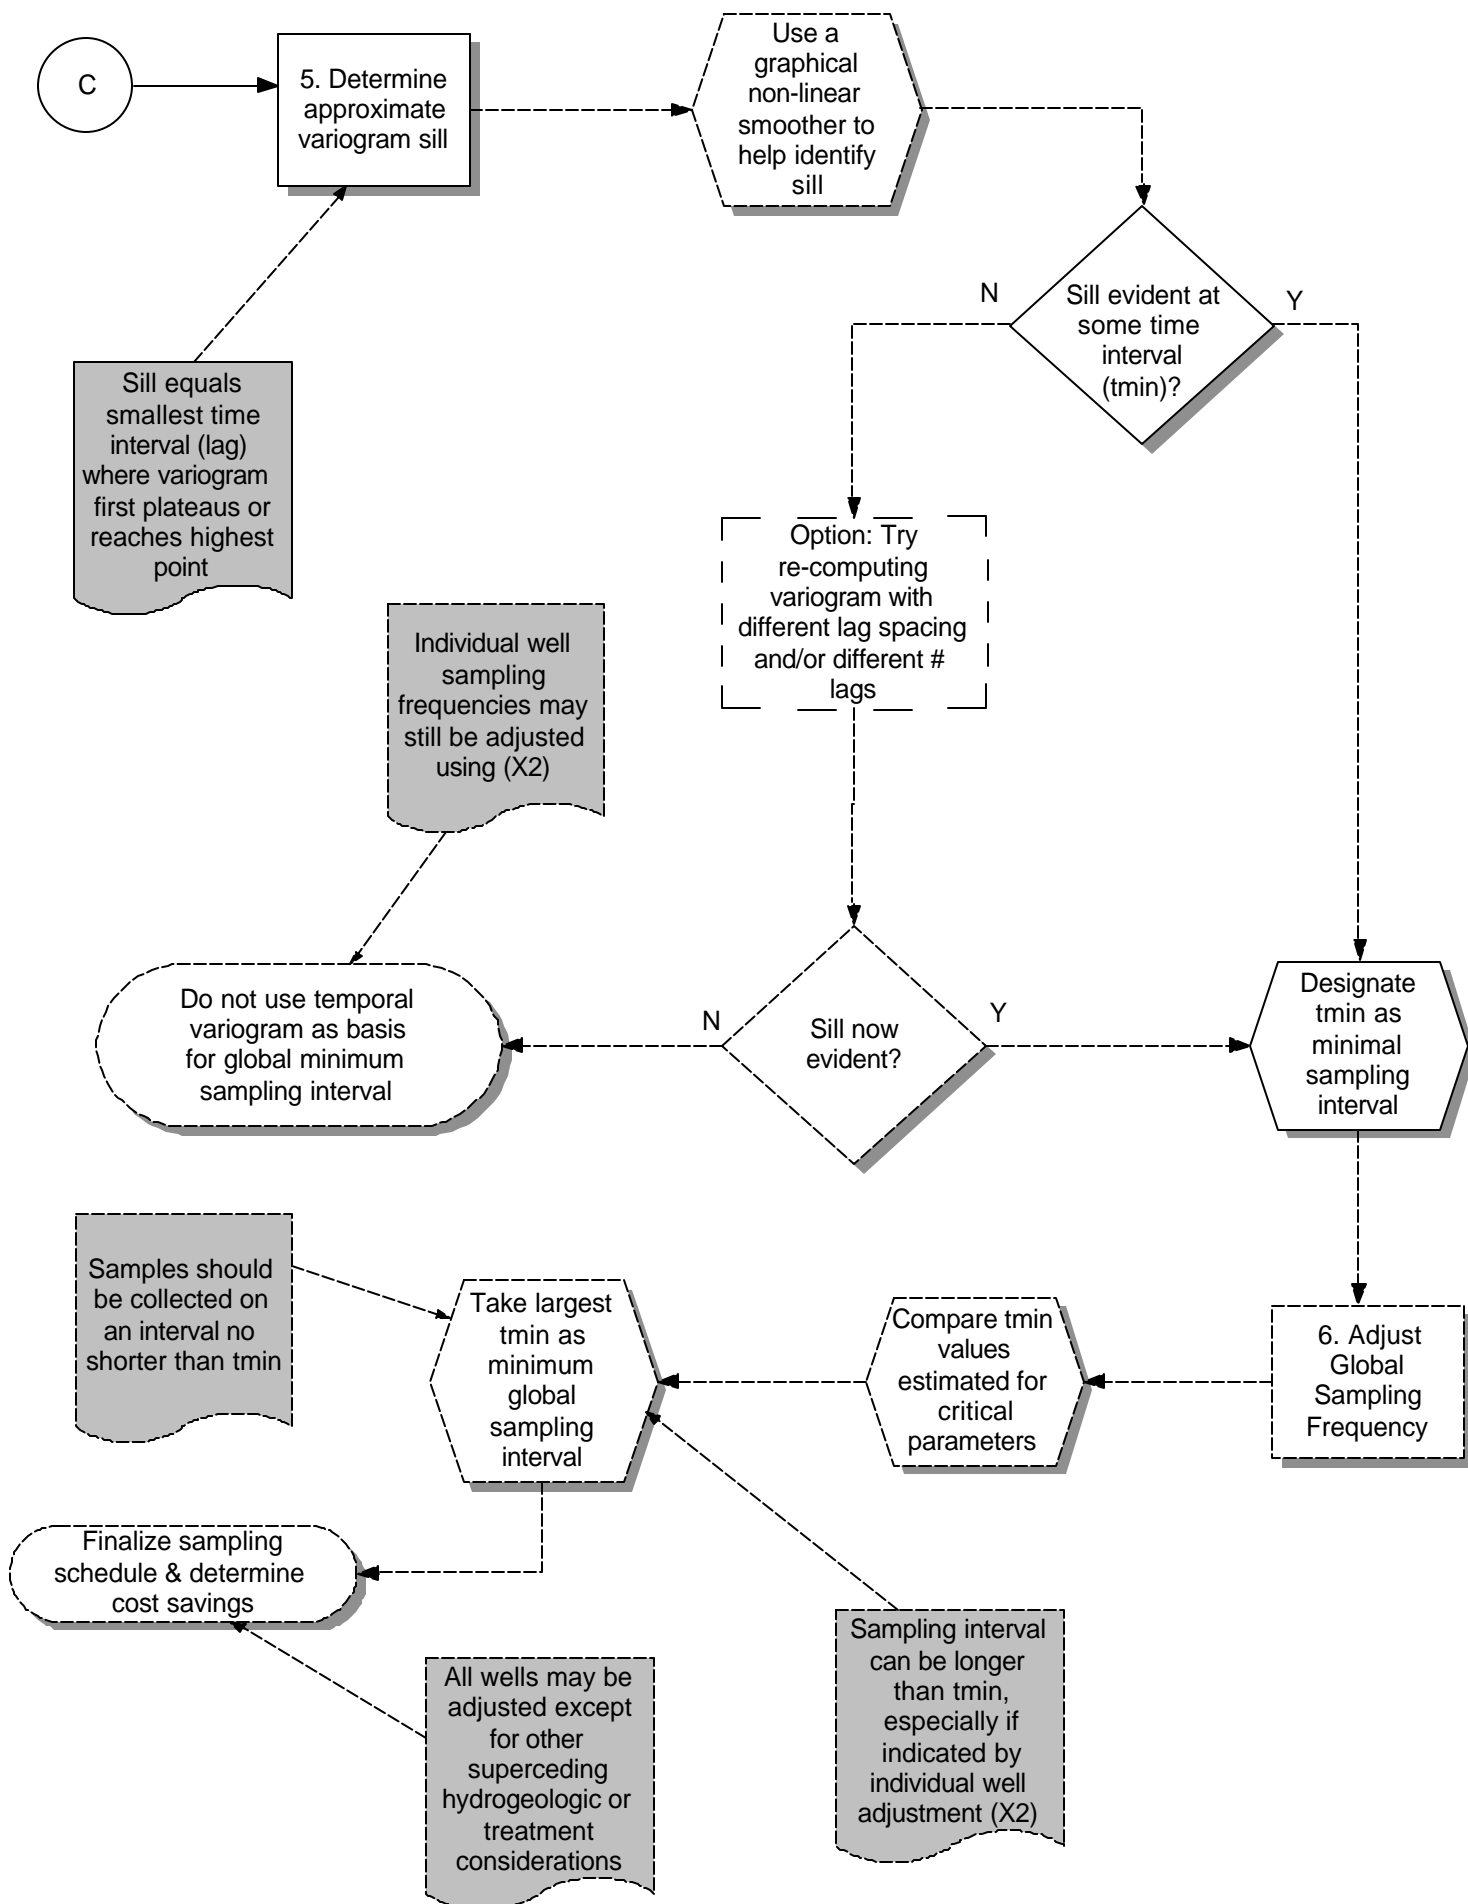 C
5. Determine
approximate
variogram sill
Use a
graphical
non-linear
smoother to
help identify
sill
N
Sill evident at
some time
interval
(tmin)?
Y
Sill equals
smallest time
interval (lag)
where variogram
first plateaus or
reaches highest
point
Option: Try
re-computing
variogram with
different lag spacing
and/or different #
lags
Individual well
sampling
frequencies may
still be adjusted
using (X2)
Do not use temporal
variogram as basis
for global minimum
sampling interval
N
Sill now
evident?
Y
Designate
tmin as
minimal
sampling
interval
Samples should
be collected on
an interval no
shorter than tmin
Take largest
tmin as
minimum
global
sampling
interval
Compare tmin
values
estimated for
critical
parameters
6. Adjust
Global
Sampling
Frequency
Finalize sampling
schedule & determine
cost savings
All wells may be
adjusted except
for other
superceding
hydrogeologic or
treatment
considerations
Sampling interval
can be longer
than tmin,
especially if
indicated by
individual well
adjustment (X2)